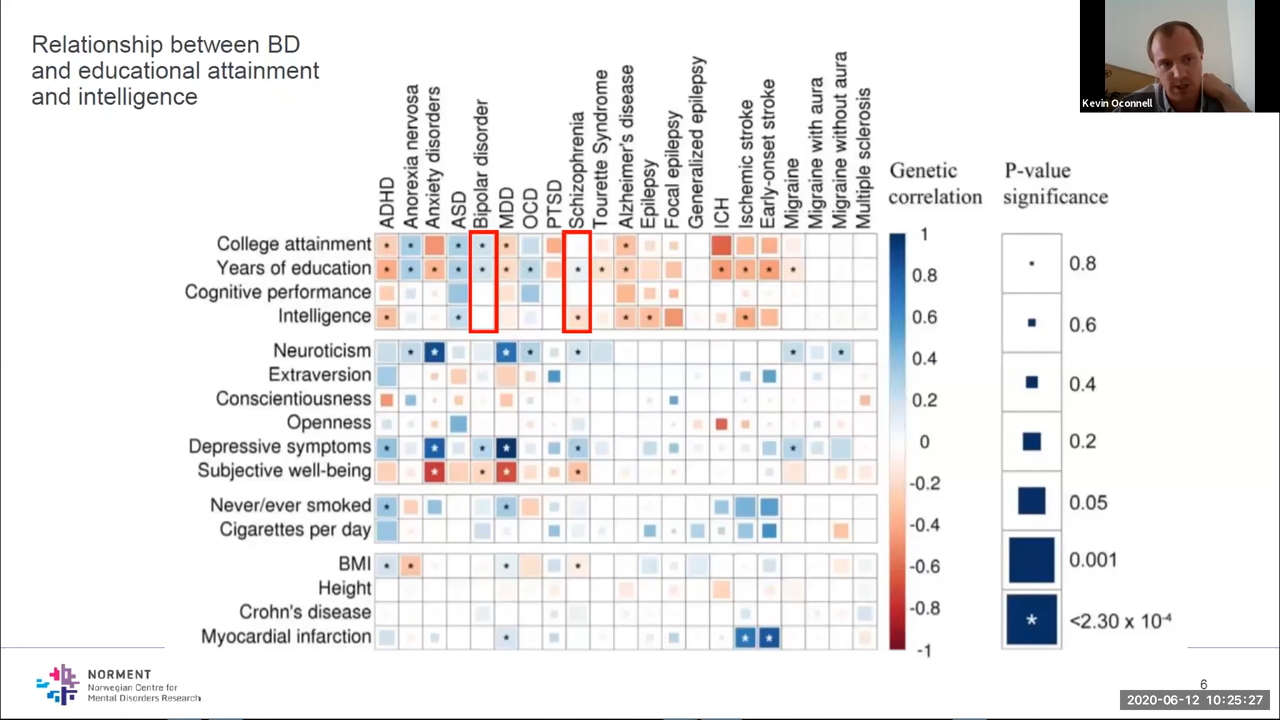 Relationship between BD
and educational attainment
and intelligence
Kevin Oconnell
ADHD
Anorexia nervosa
Anxiety disorders
ASD
Bipolar disorder
MDD
OCD
PTSD
Schizophrenia
Tourette Syndrome
Alzheimer's disease
Epilepsy
Focal epilepsy
Generalized epilepsy
ICH
Ischemic stroke
Early-onset stroke
Migraine
Migraine with aura
Migraine without aura
Multiple sclerosis
College attainment
Years of education
Cognitive performance
Intelligence
Neuroticism
Extraversion
Conscientiousness
Openness
Depressive symptoms
Subjective well-being
Never/ever smoked
Cigarettes per day
BMI
Height
Crohn's disease
Myocardial infarction
Genetic
correlation
1
0.8
0.6
0.4
0.2
0
-0.2
-0.4
-0.6
-0.8
-1
P-value
significance
0.8
0.6
0.4
0.2
0.05
0.001
<2.30 x 10⁻⁴
NORMENT
Norwegian Centre for
Mental Disorders Research
6
2020-06-12 10:25:27